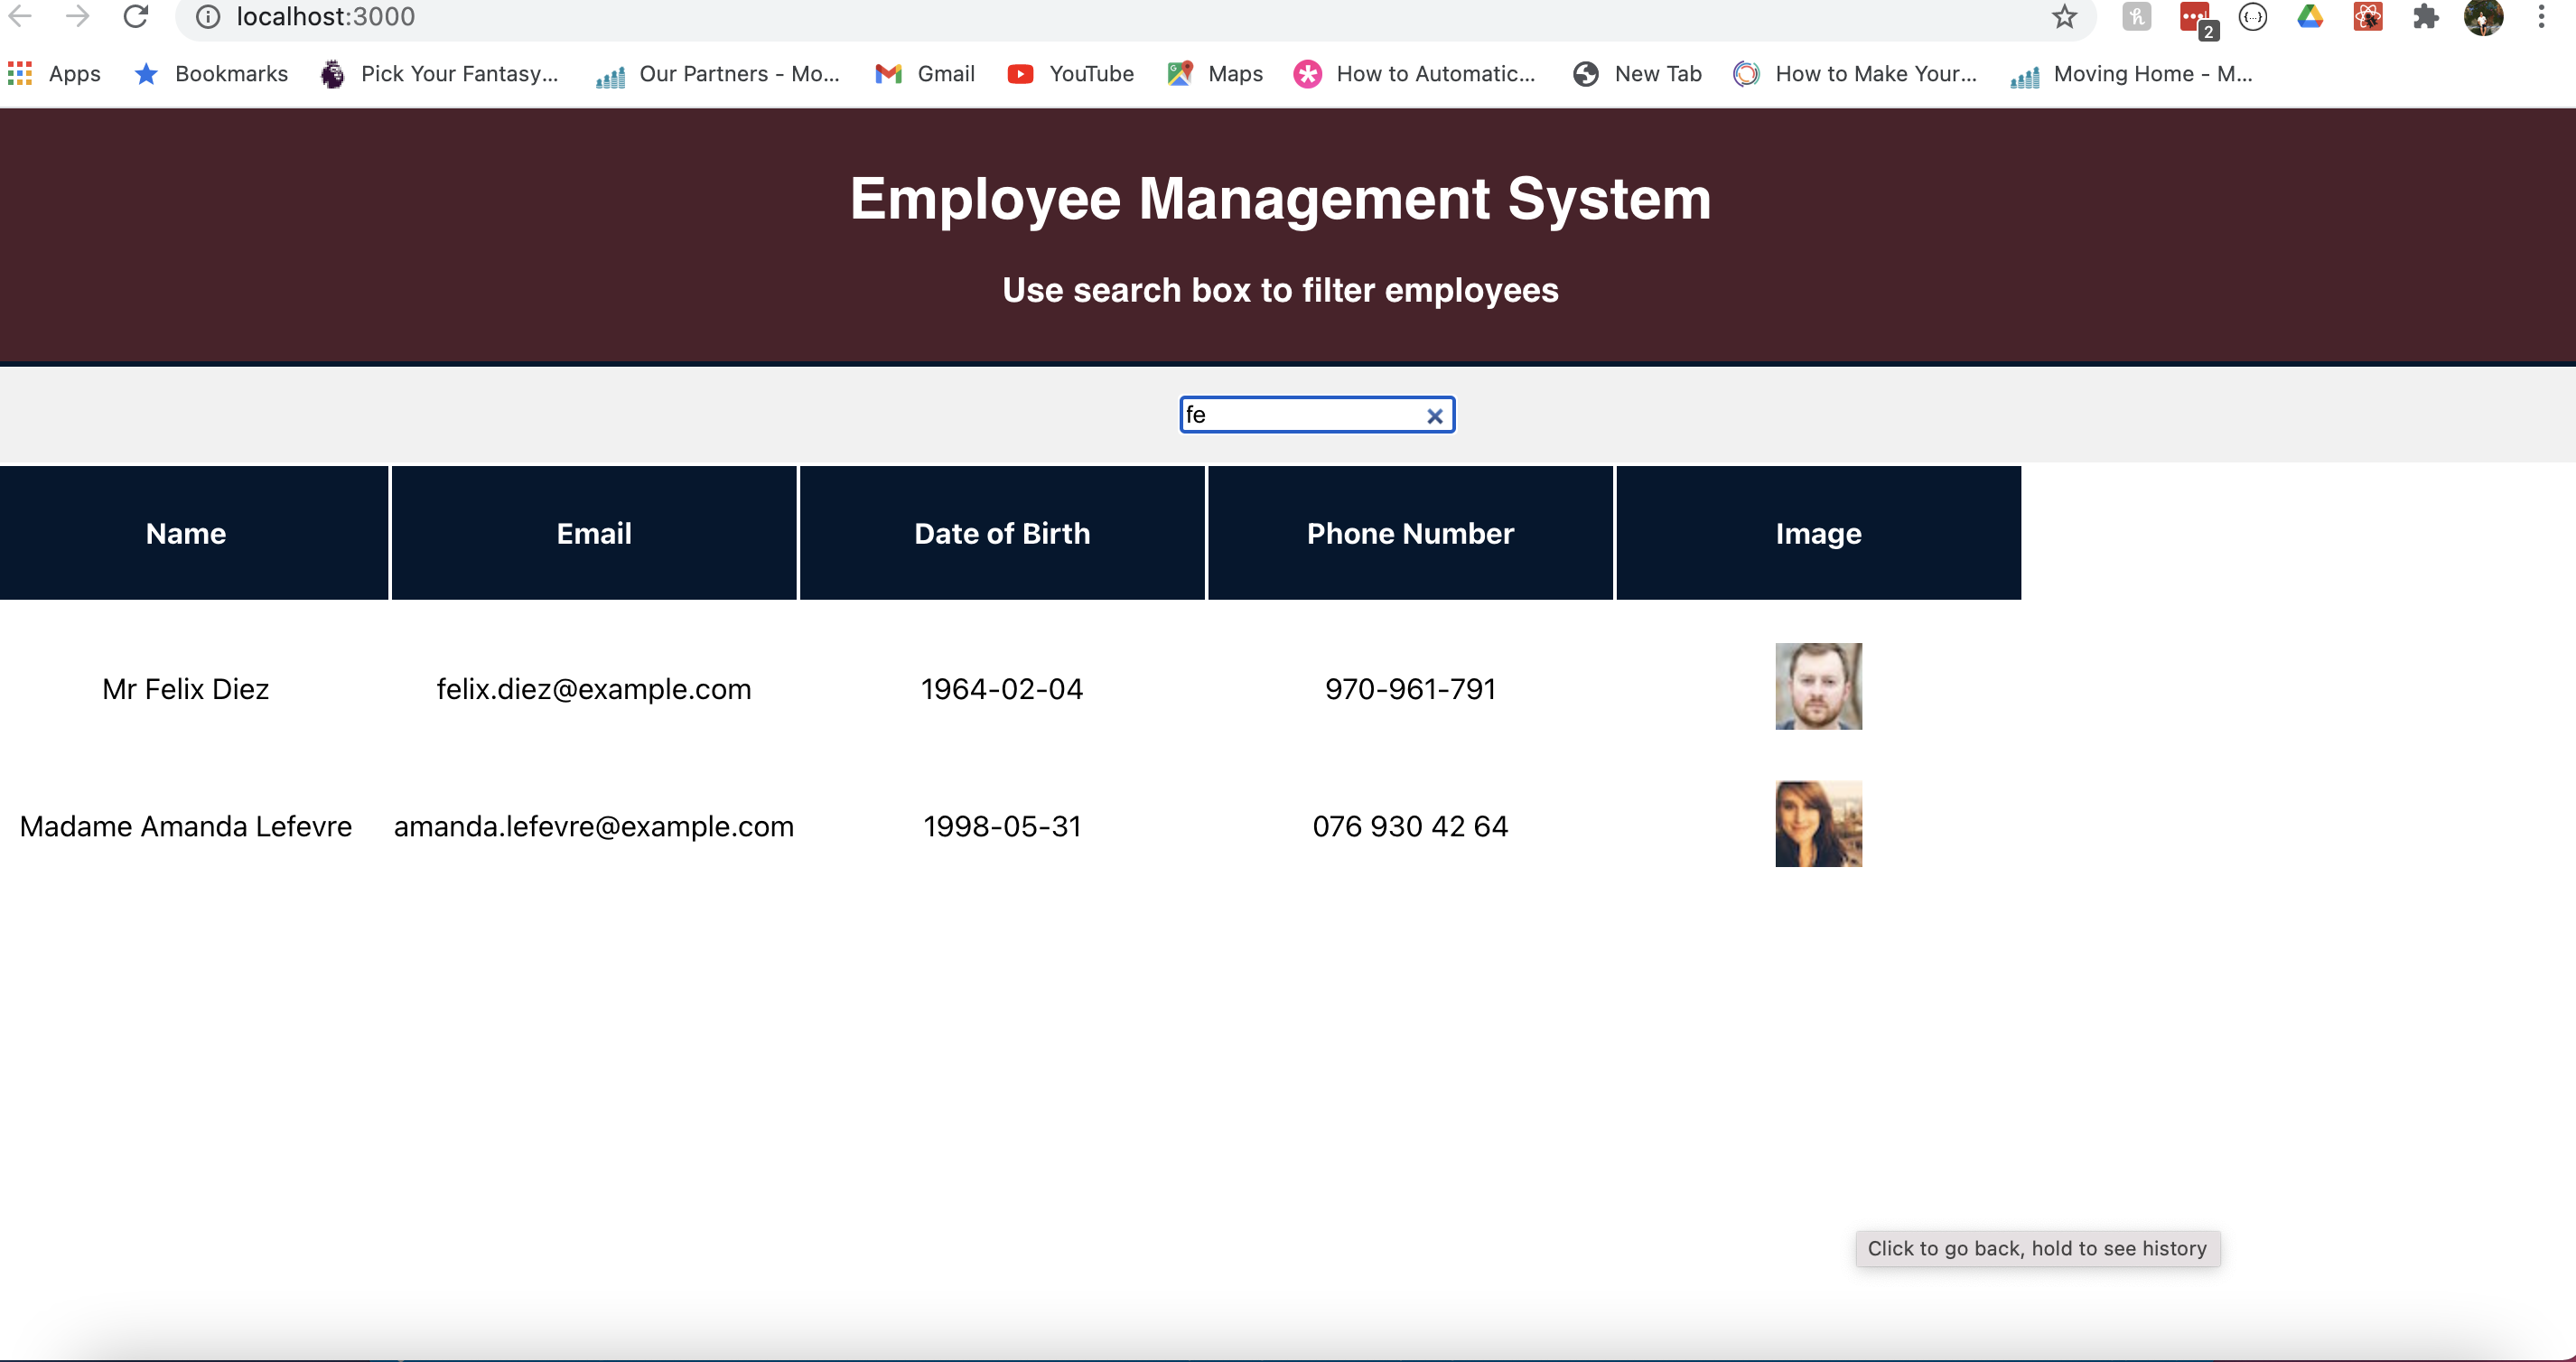 localhost:3000
2
Apps Bookmarks Pick Your Fantasy... Our Partners - Mo... Gmail YouTube Maps How to Automatic... New Tab How to Make Your... Moving Home - M...
Employee Management System
Use search box to filter employees
fe
Name Email Date of Birth Phone Number Image
Mr Felix Diez felix.diez@example.com 1964-02-04 970-961-791
Madame Amanda Lefevre amanda.lefevre@example.com 1998-05-31 076 930 42 64
Click to go back, hold to see history